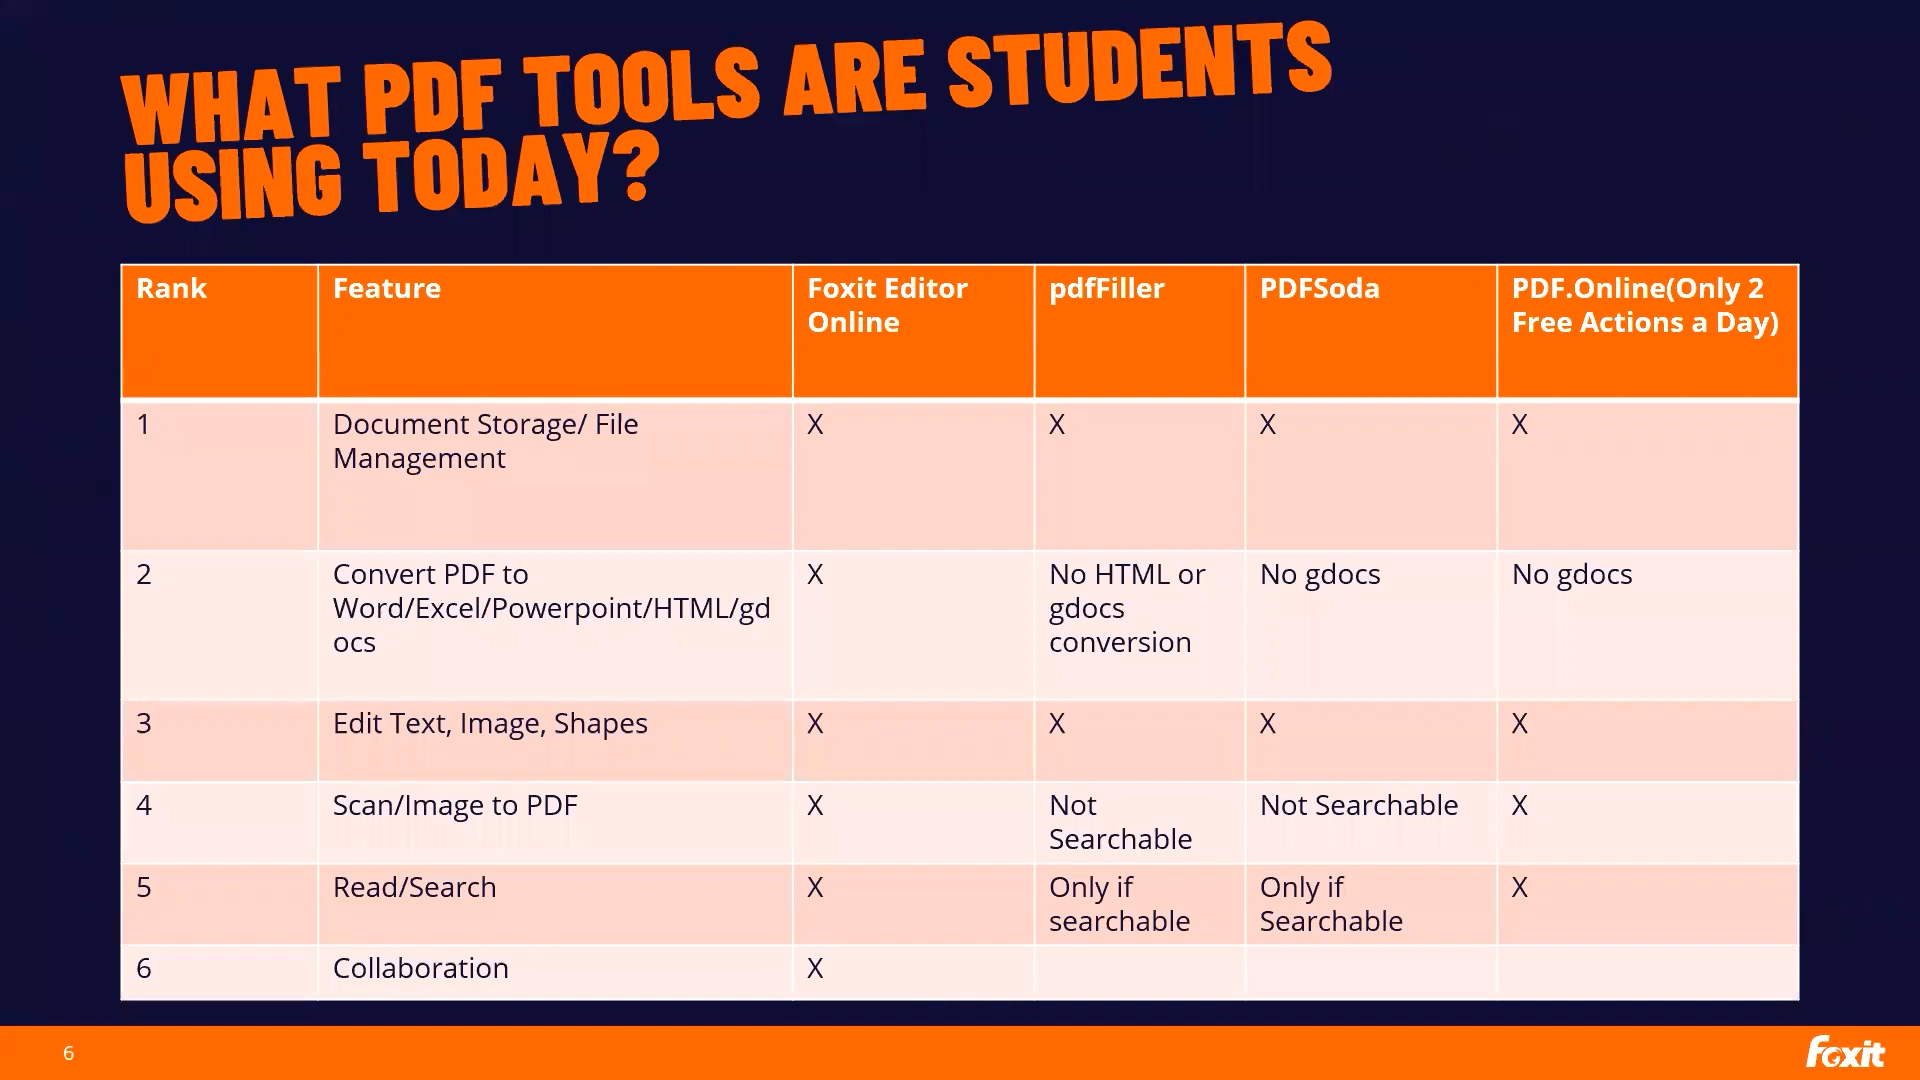 WHAT PDF TOOLS ARE STUDENTS
USING TODAY?
Rank
Feature
Foxit Editor
Online
pdfFiller
PDFSoda
PDF.Online(Only 2
Free Actions a Day)
1
Document Storage/ File
Management
X
X
X
X
2
Convert PDF to
Word/Excel/Powerpoint/HTML/gd
ocs
X
No HTML or
gdocs
conversion
No gdocs
No gdocs
3
Edit Text, Image, Shapes
X
X
X
X
4
Scan/Image to PDF
X
Not
Searchable
Not Searchable
X
5
Read/Search
X
Only if
searchable
Only if
Searchable
X
6
Collaboration
X
6
Foxit